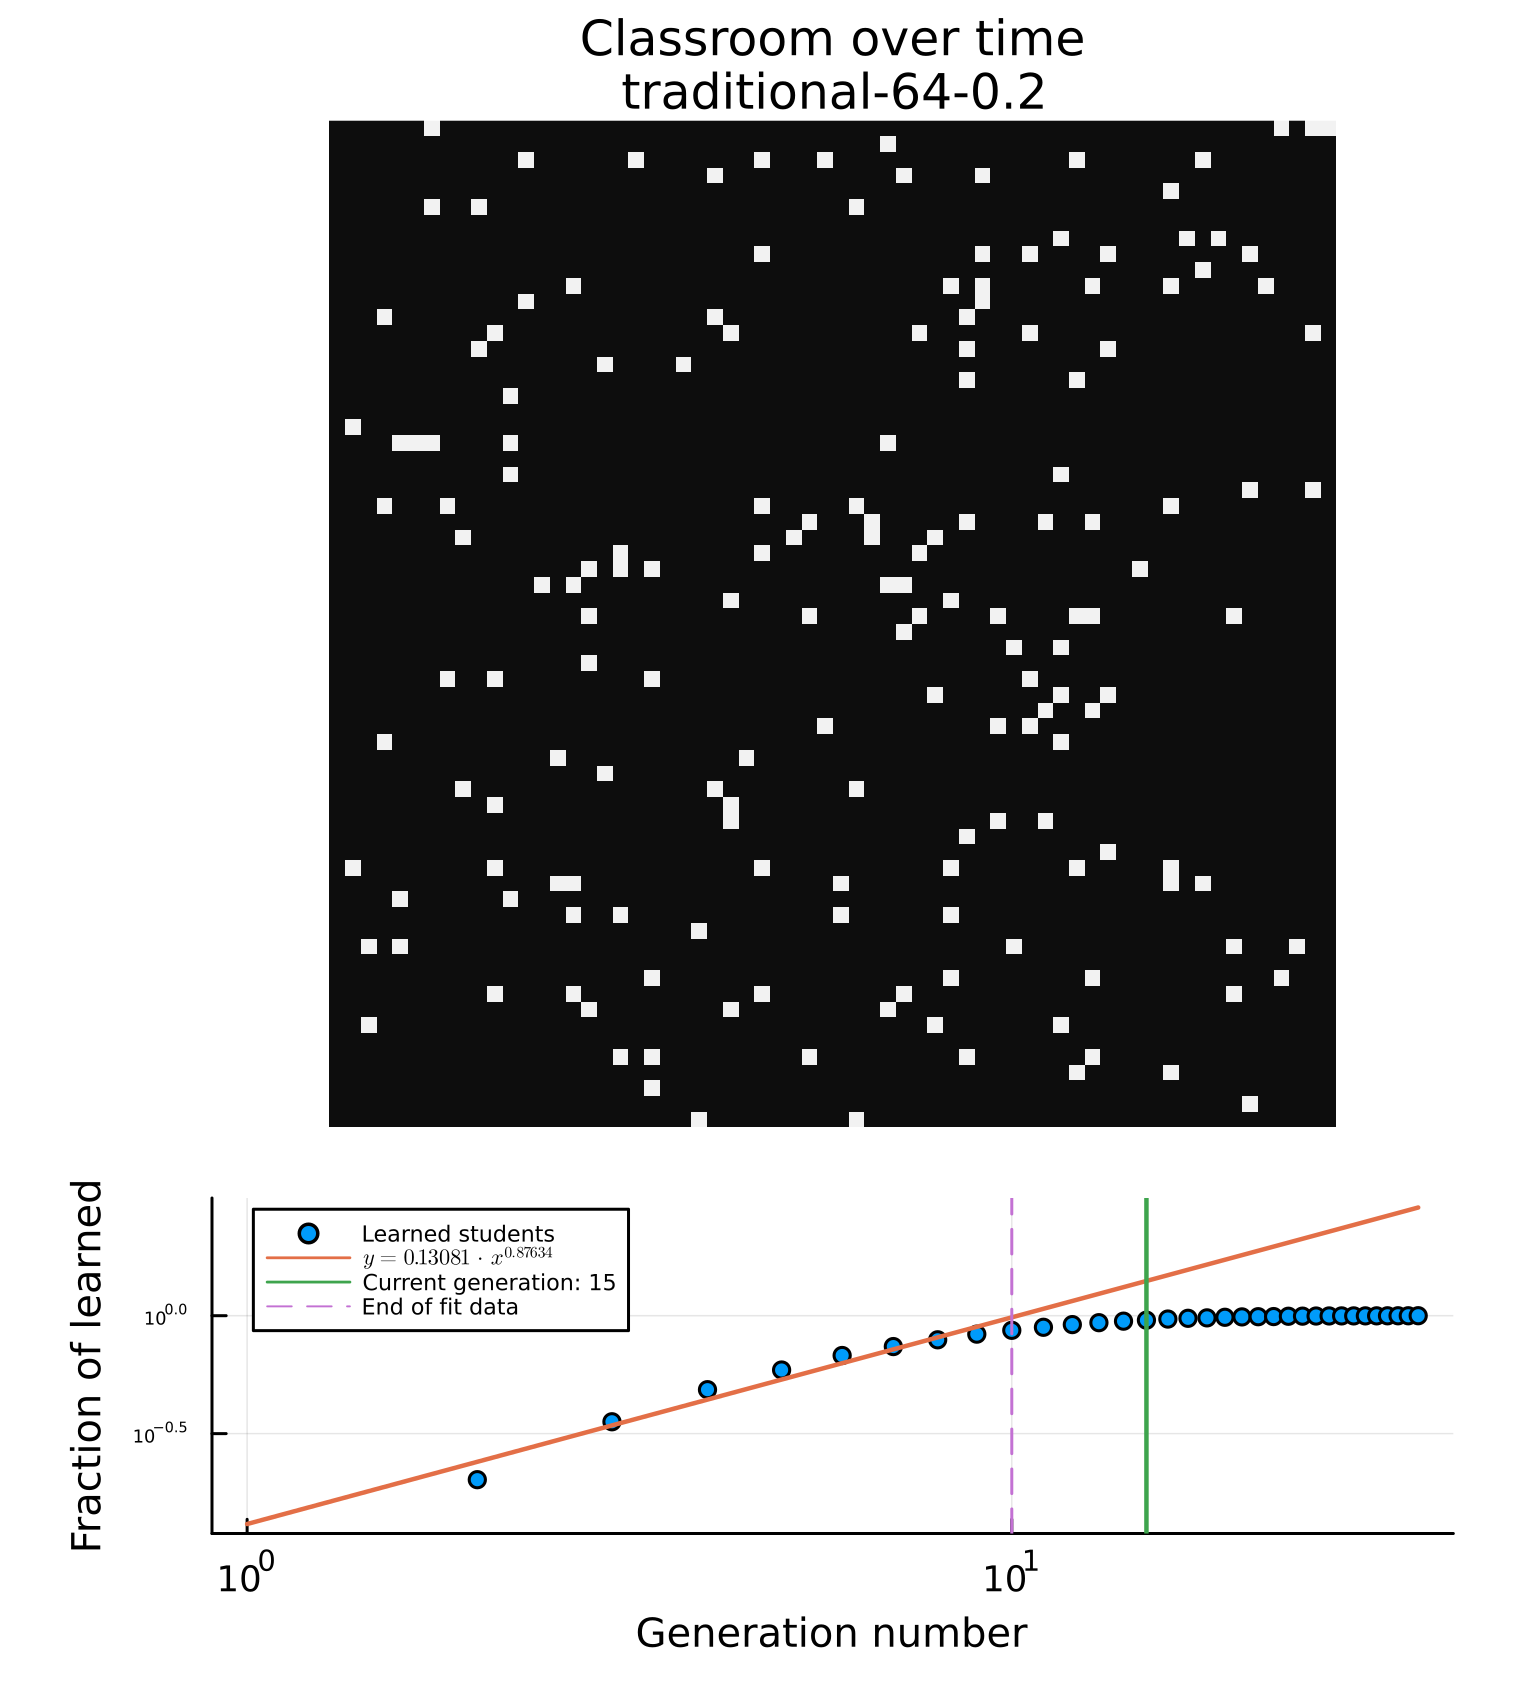 Classroom over time
traditional-64-0.2
Fraction of learned
Learned students
y = 0.13081 · x^0.87634
Current generation: 15
End of fit data
10^0.0
10^−0.5
10^0
10^1
Generation number